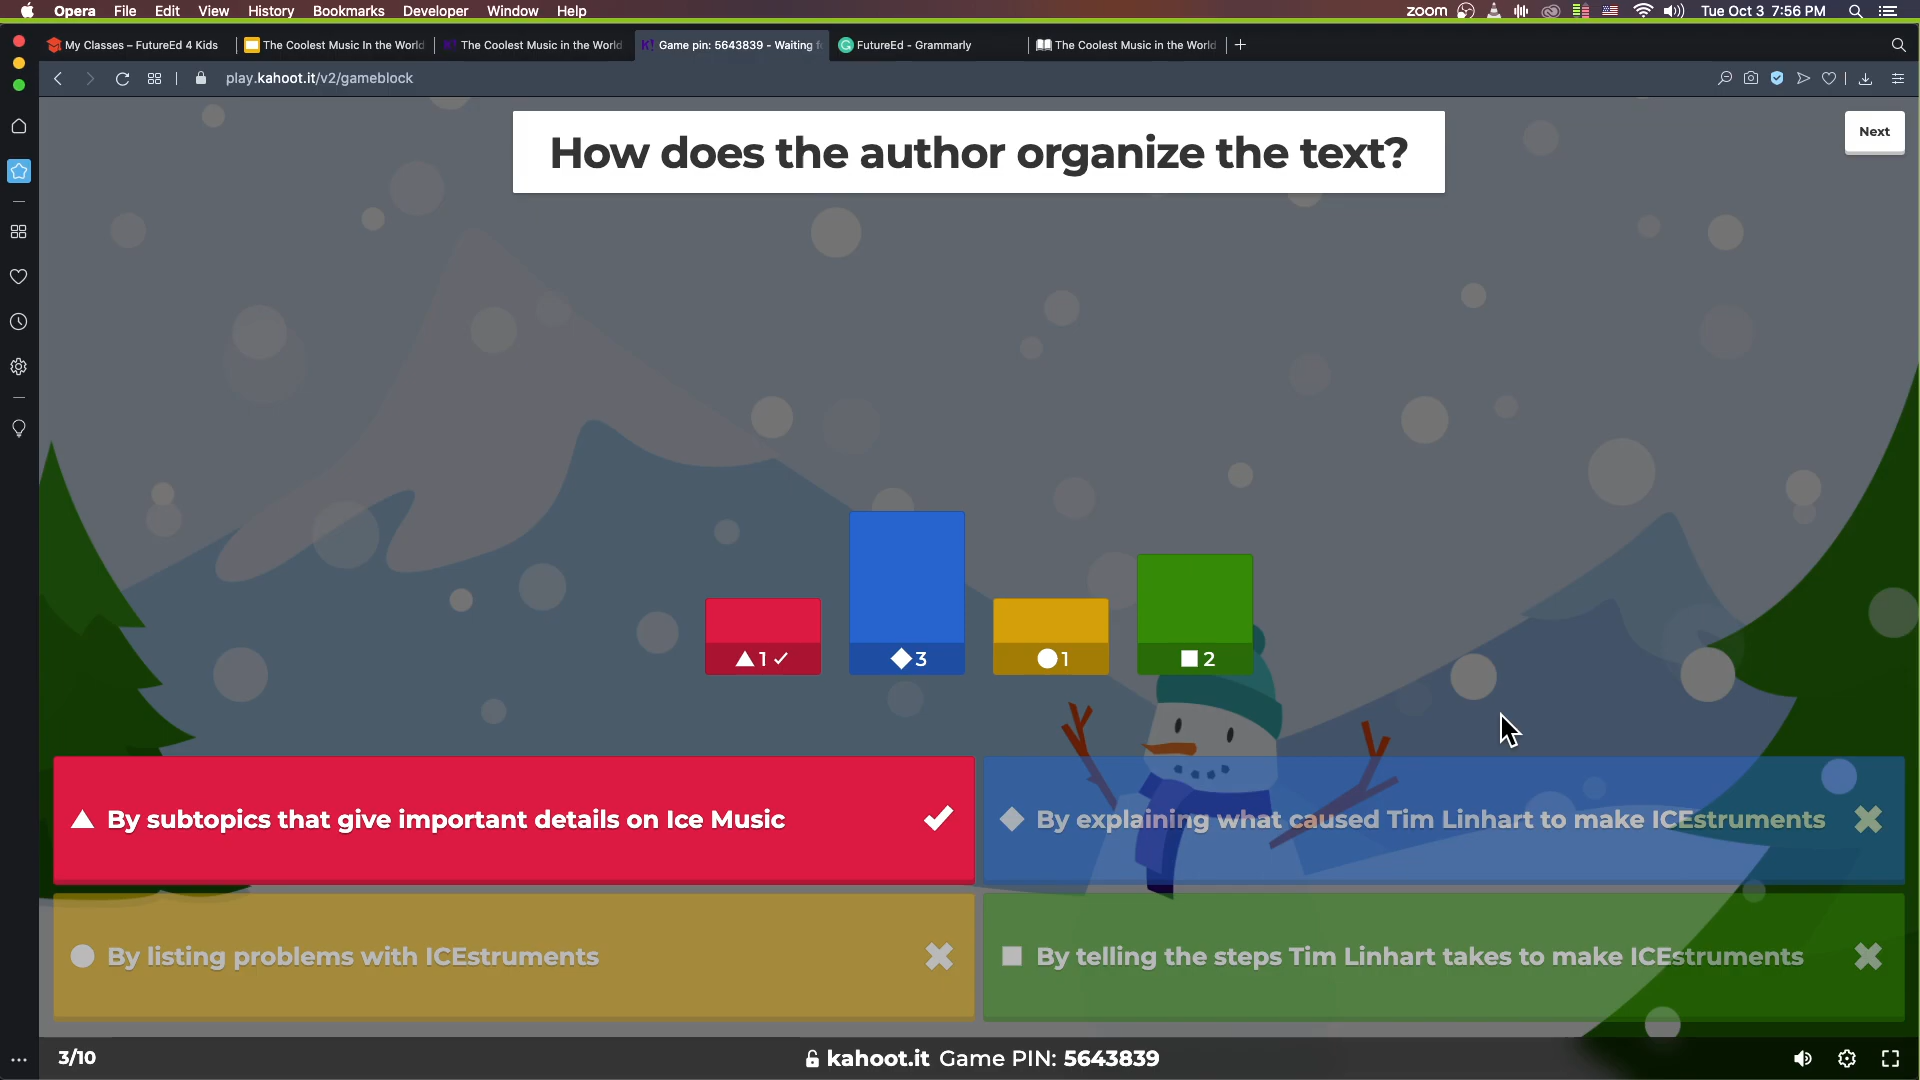 Opera File Edit View History Bookmarks Developer Window Help zoom Tue Oct 3 7:56 PM
My Classes – FutureEd 4 Kids The Coolest Music In the World The Coolest Music in the World Game pin: 5643839 - Waiting f FutureEd - Grammarly The Coolest Music in the World
play.kahoot.it/v2/gameblock
How does the author organize the text?
Next
1 3 1 2
By subtopics that give important details on Ice Music
By explaining what caused Tim Linhart to make ICEstruments
By listing problems with ICEstruments
By telling the steps Tim Linhart takes to make ICEstruments
3/10 kahoot.it Game PIN: 5643839